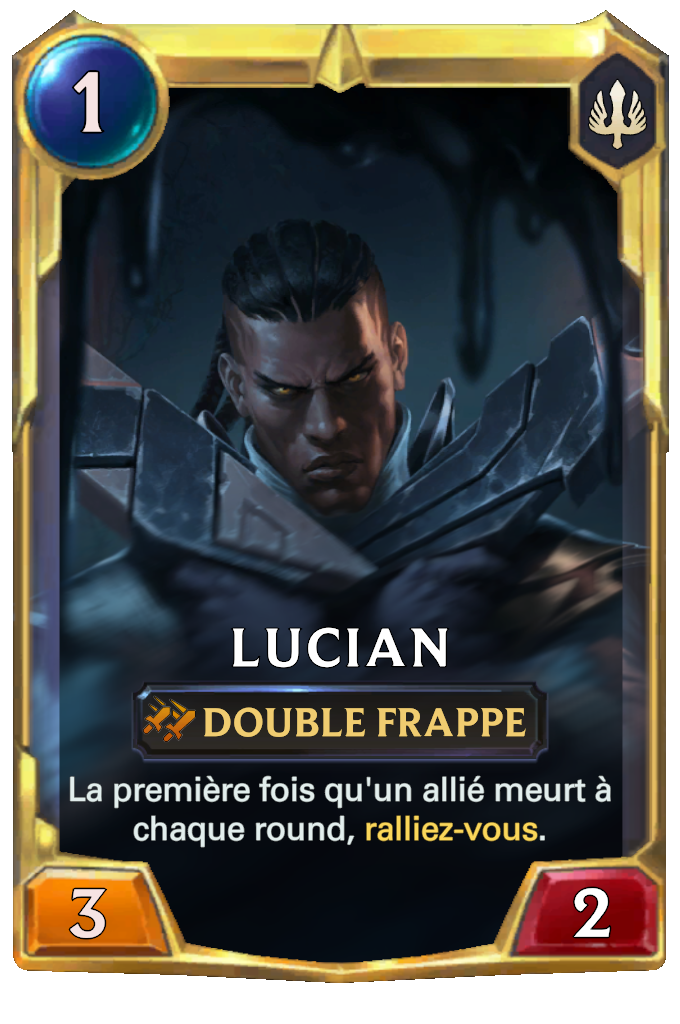 1
LUCIAN
DOUBLE FRAPPE
La première fois qu'un allié meurt à
chaque round, ralliez-vous.
3
2